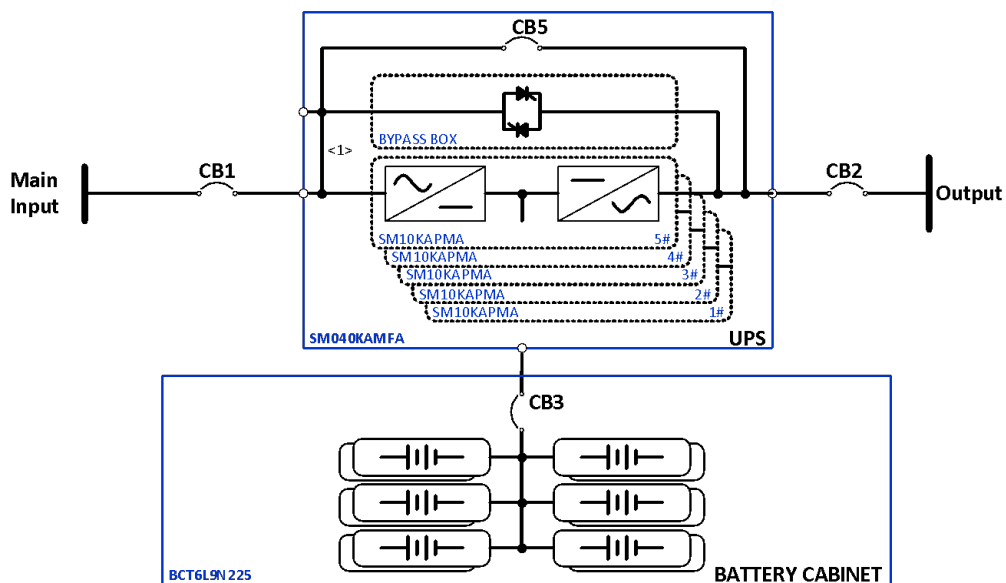 CB5
BYPASS BOX
<1>
CB1
CB2
Main
Input
Output
SM10KAPMA 5#
SM10KAPMA 4#
SM10KAPMA 3#
SM10KAPMA 2#
SM10KAPMA 1#
SM040KAMFA
UPS
CB3
BCT6L9N225
BATTERY CABINET